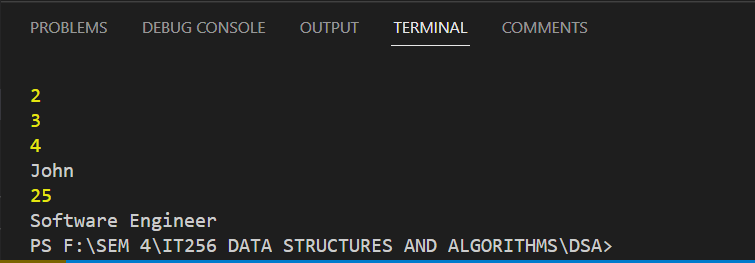 PROBLEMS DEBUG CONSOLE OUTPUT TERMINAL COMMENTS
2
3
4
John
25
Software Engineer
PS F:\SEM 4\IT256 DATA STRUCTURES AND ALGORITHMS\DSA>